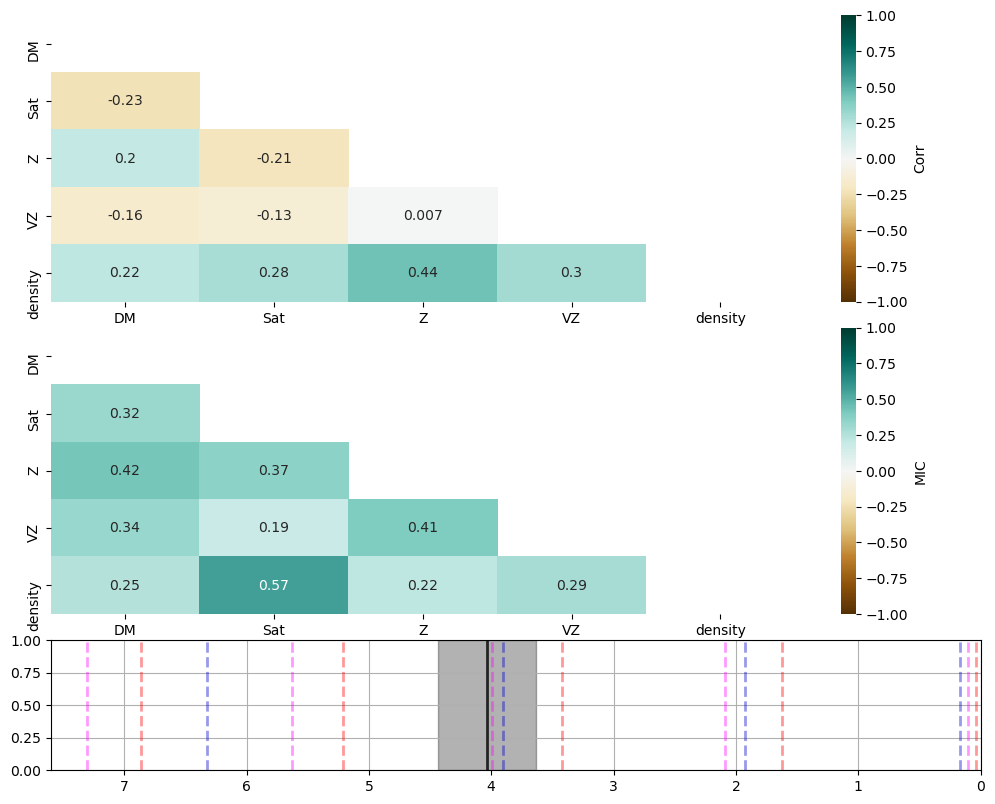 DM
Sat
-0.23
Z
0.2 -0.21
VZ
-0.16 -0.13 0.007
density
0.22 0.28 0.44 0.3
DM Sat Z VZ density
1.00
0.75
0.50
0.25
0.00
−0.25
−0.50
−0.75
−1.00
Corr
DM
Sat
0.32
Z
0.42 0.37
VZ
0.34 0.19 0.41
density
0.25 0.57 0.22 0.29
DM Sat Z VZ density
1.00
0.75
0.50
0.25
0.00
−0.25
−0.50
−0.75
−1.00
MIC
1.00
0.75
0.50
0.25
0.00
7 6 5 4 3 2 1 0